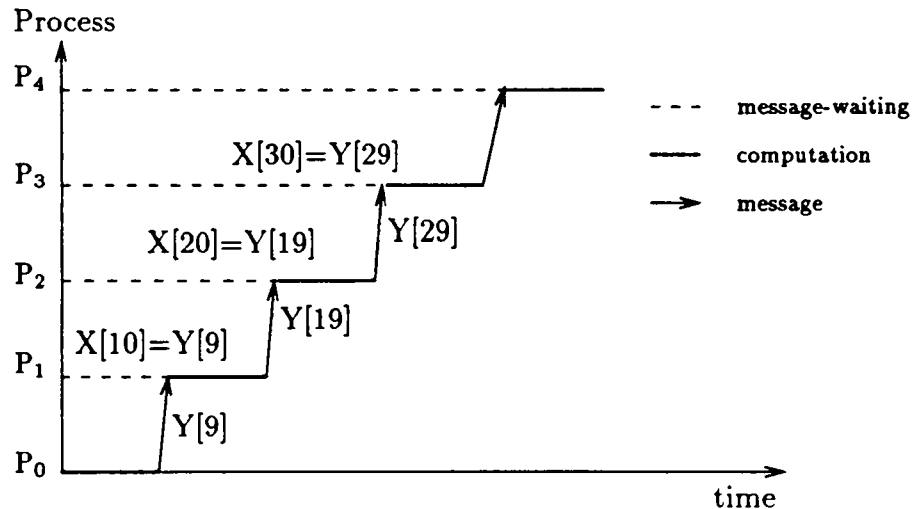 Process
P4
message-waiting
X[30]=Y[29]
computation
P3
message
Y[29]
X[20]=Y[19]
P2
Y[19]
X[10]=Y[9]
P1
Y[9]
P0
time